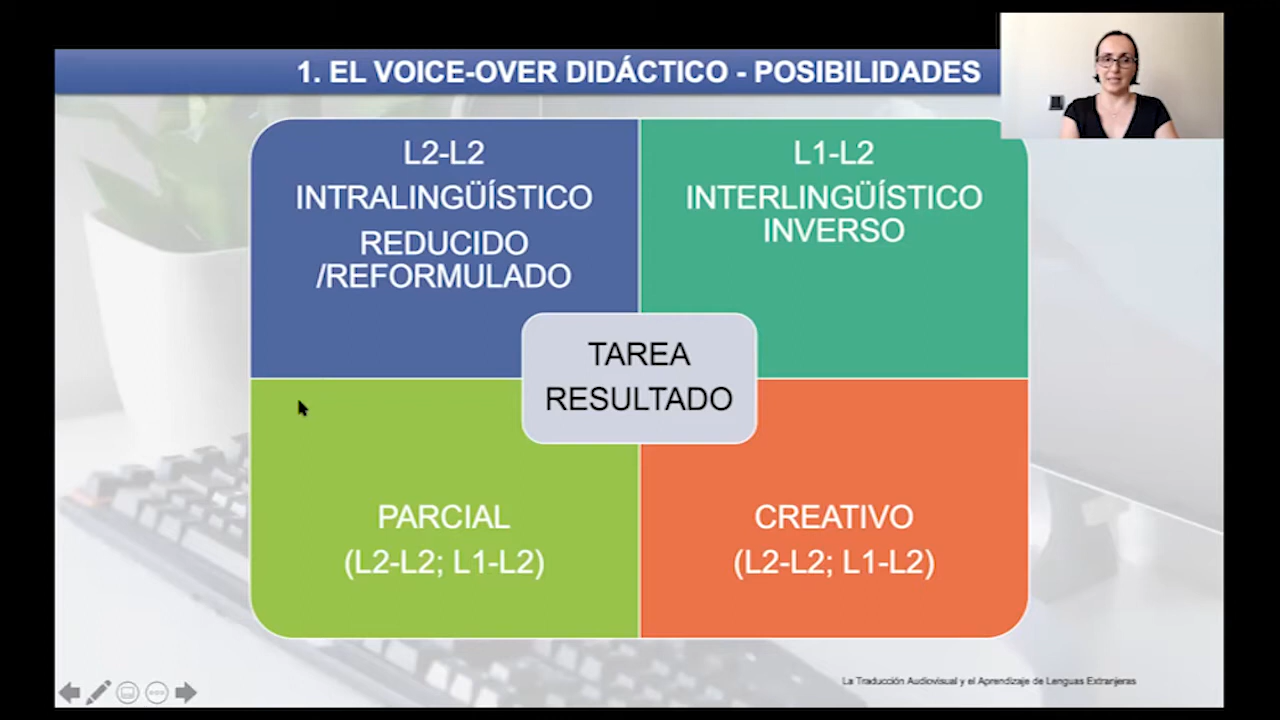 1. EL VOICE-OVER DIDÁCTICO - POSIBILIDADES
L2-L2
INTRALINGÜÍSTICO
REDUCIDO
/REFORMULADO
L1-L2
INTERLINGÜÍSTICO
INVERSO
TAREA
RESULTADO
PARCIAL
(L2-L2; L1-L2)
CREATIVO
(L2-L2; L1-L2)
La Traducción Audiovisual y el Aprendizaje de Lenguas Extranjeras